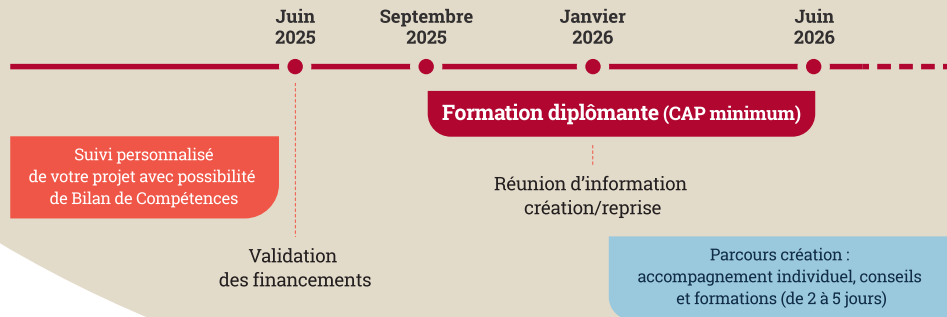 Juin
2025
Septembre
2025
Janvier
2026
Juin
2026
Formation diplômante (CAP minimum)
Suivi personnalisé
de votre projet avec possibilité
de Bilan de Compétences
Réunion d’information
création/reprise
Validation
des financements
Parcours création :
accompagnement individuel, conseils
et formations (de 2 à 5 jours)